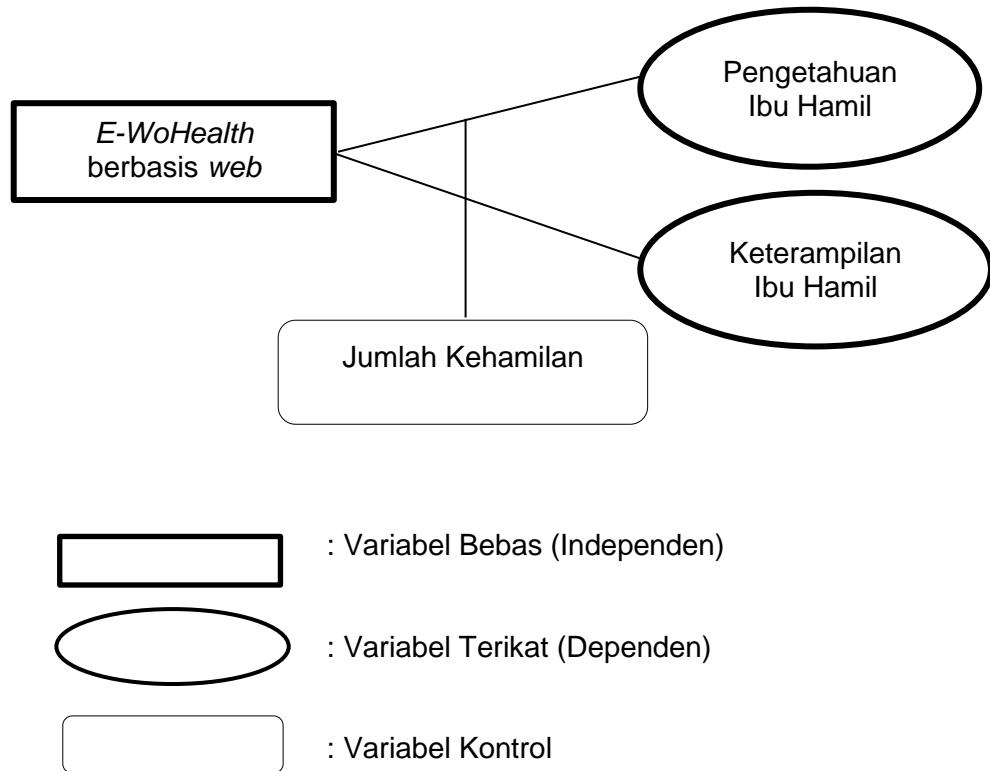 Pengetahuan
Ibu Hamil
E-WoHealth
berbasis web
Keterampilan
Ibu Hamil
Jumlah Kehamilan
: Variabel Bebas (Independen)
: Variabel Terikat (Dependen)
: Variabel Kontrol